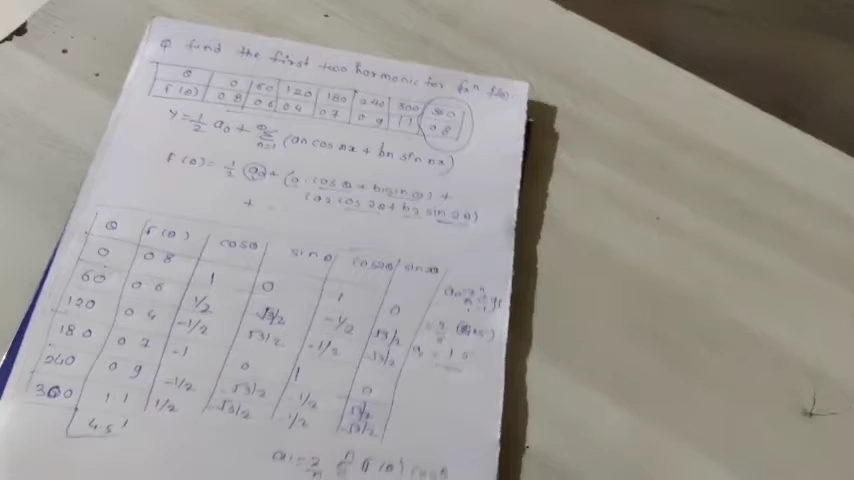 Q find the first two harmonic for fxn f(θ)
θ 0 60 120 180 240 300 360
f(θ) 0.8 0.6 0.4 0.7 0.9 1.1 0.8
y = 1/2 a0 + ∞ Σ n=1 (an cos nx + bn sin nx)
f(θ) = 1/2 a0 + (a1 cos θ + b1 sin θ) +
(a2 cos 2θ + b2 sin 2θ)
+
θ f(θ) cosθ sinθ cos2θ sin2θ
0 0.8 1 0 1 0
60 0.6 1/2 √3/2 -1/2 √3/2
120 0.4 -1/2 √3/2 -1/2 √3/2
180 0.7 -1 0 1 0
240 0.9 -1/2 -√3/2 -1/2 √3/2
300 1.1 1/2 -√3/2 -1/2 -√3/2
4.5
= 1.5
a1 = 2/n n Σ f(θ) cosθ